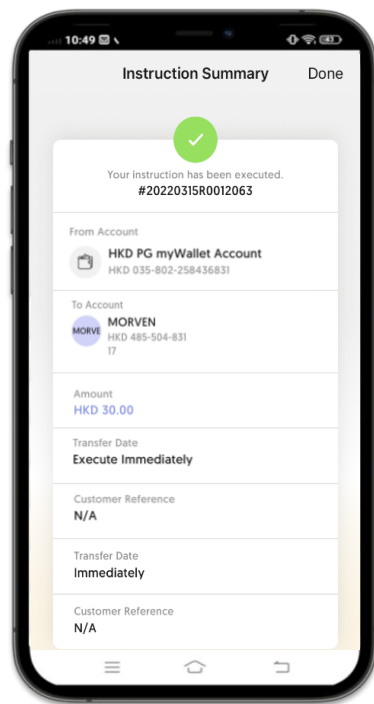 10:49
Instruction Summary
Done
Your instruction has been executed.
#20220315R0012063
From Account
HKD PG myWallet Account
HKD 035-802-258436831
To Account
MORVE
MORVEN
HKD 485-504-831
17
Amount
HKD 30.00
Transfer Date
Execute Immediately
Customer Reference
N/A
Transfer Date
Immediately
Customer Reference
N/A